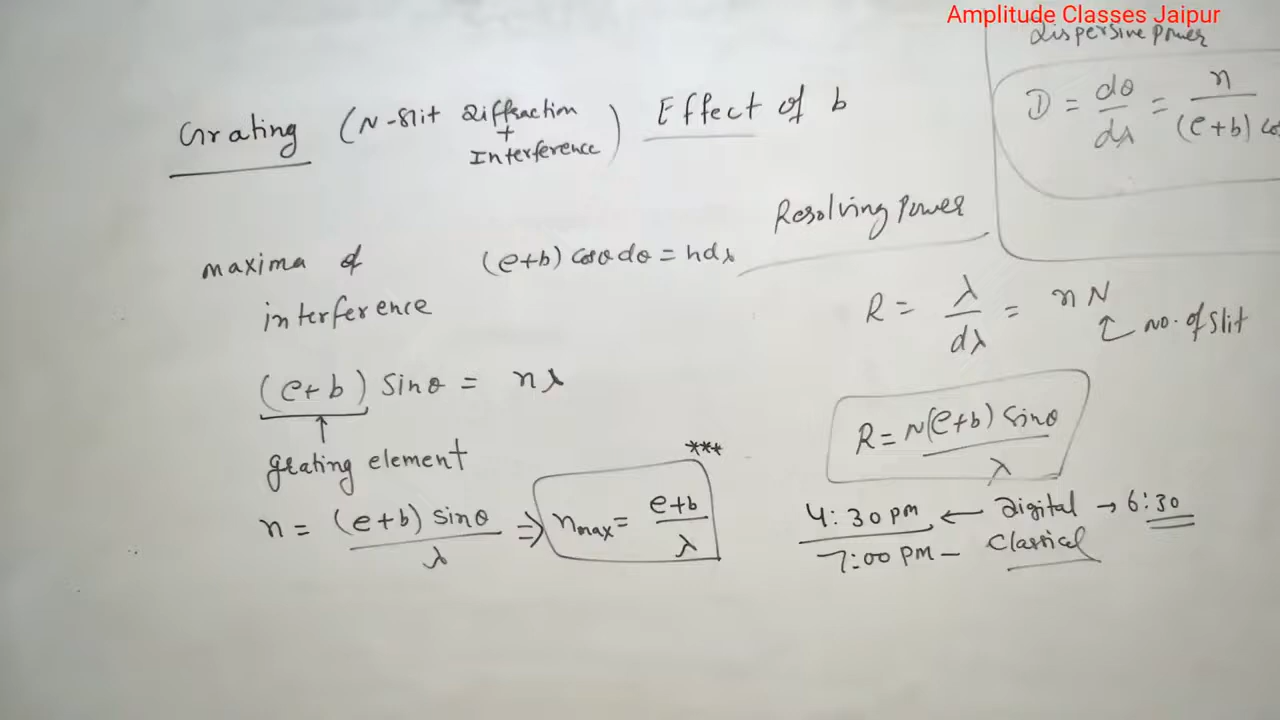 Amplitude Classes Jaipur
Dispersive power
D = dθ/dλ = n/(e+b) cos
Grating (N-Slit Diffraction + Interference) Effect of b
Resolving Power
maxima of
interference
(e+b) cosθ dθ = ndλ
R = λ/dλ = nN
↑ no. of Slit
(e+b) sinθ = nλ
↑
grating element
R = N(e+b) sinθ/λ
***
n = (e+b) sinθ/λ ⇒ nmax = e+b/λ
4:30 pm ← Digital → 6:30
7:00 pm – Classical